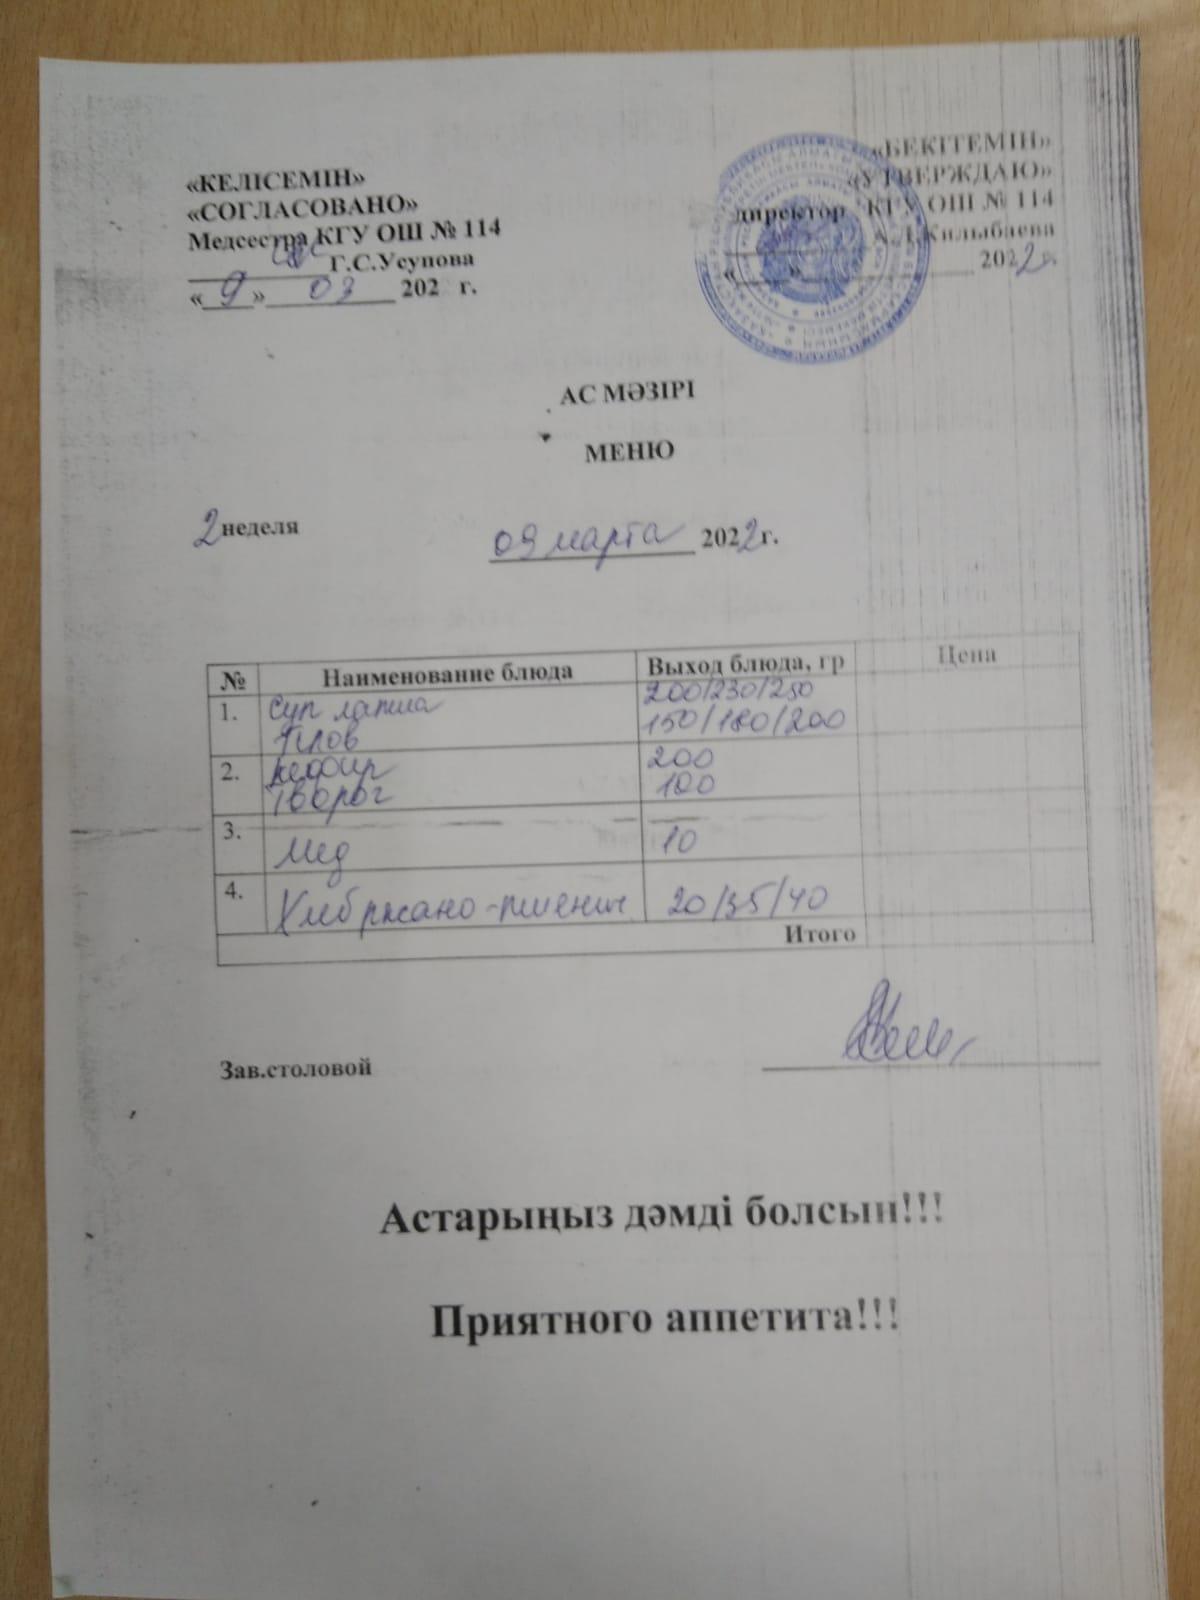 «КЕЛІСЕМІН»
«СОГЛАСОВАНО»
Медсестра КГУ ОШ № 114
Г.С.Усупова
« 9 » 03 202 г.
«БЕКІТЕМІН»
«УТВЕРЖДАЮ»
директор КГУ ОШ № 114
« » 2022г.
АС МӘЗІРІ
МЕНЮ
2 неделя 09 марта 2022г.
№ Наименование блюда Выход блюда, гр Цена
1. Суп лапша 200/230/250
Плов 150/180/200
2. Кефир 200
Творог 100
3. Мед 10
4. Хлеб ржано-пшенич 20/35/40
Итого
Зав.столовой
Астарыңыз дәмді болсын!!!
Приятного аппетита!!!